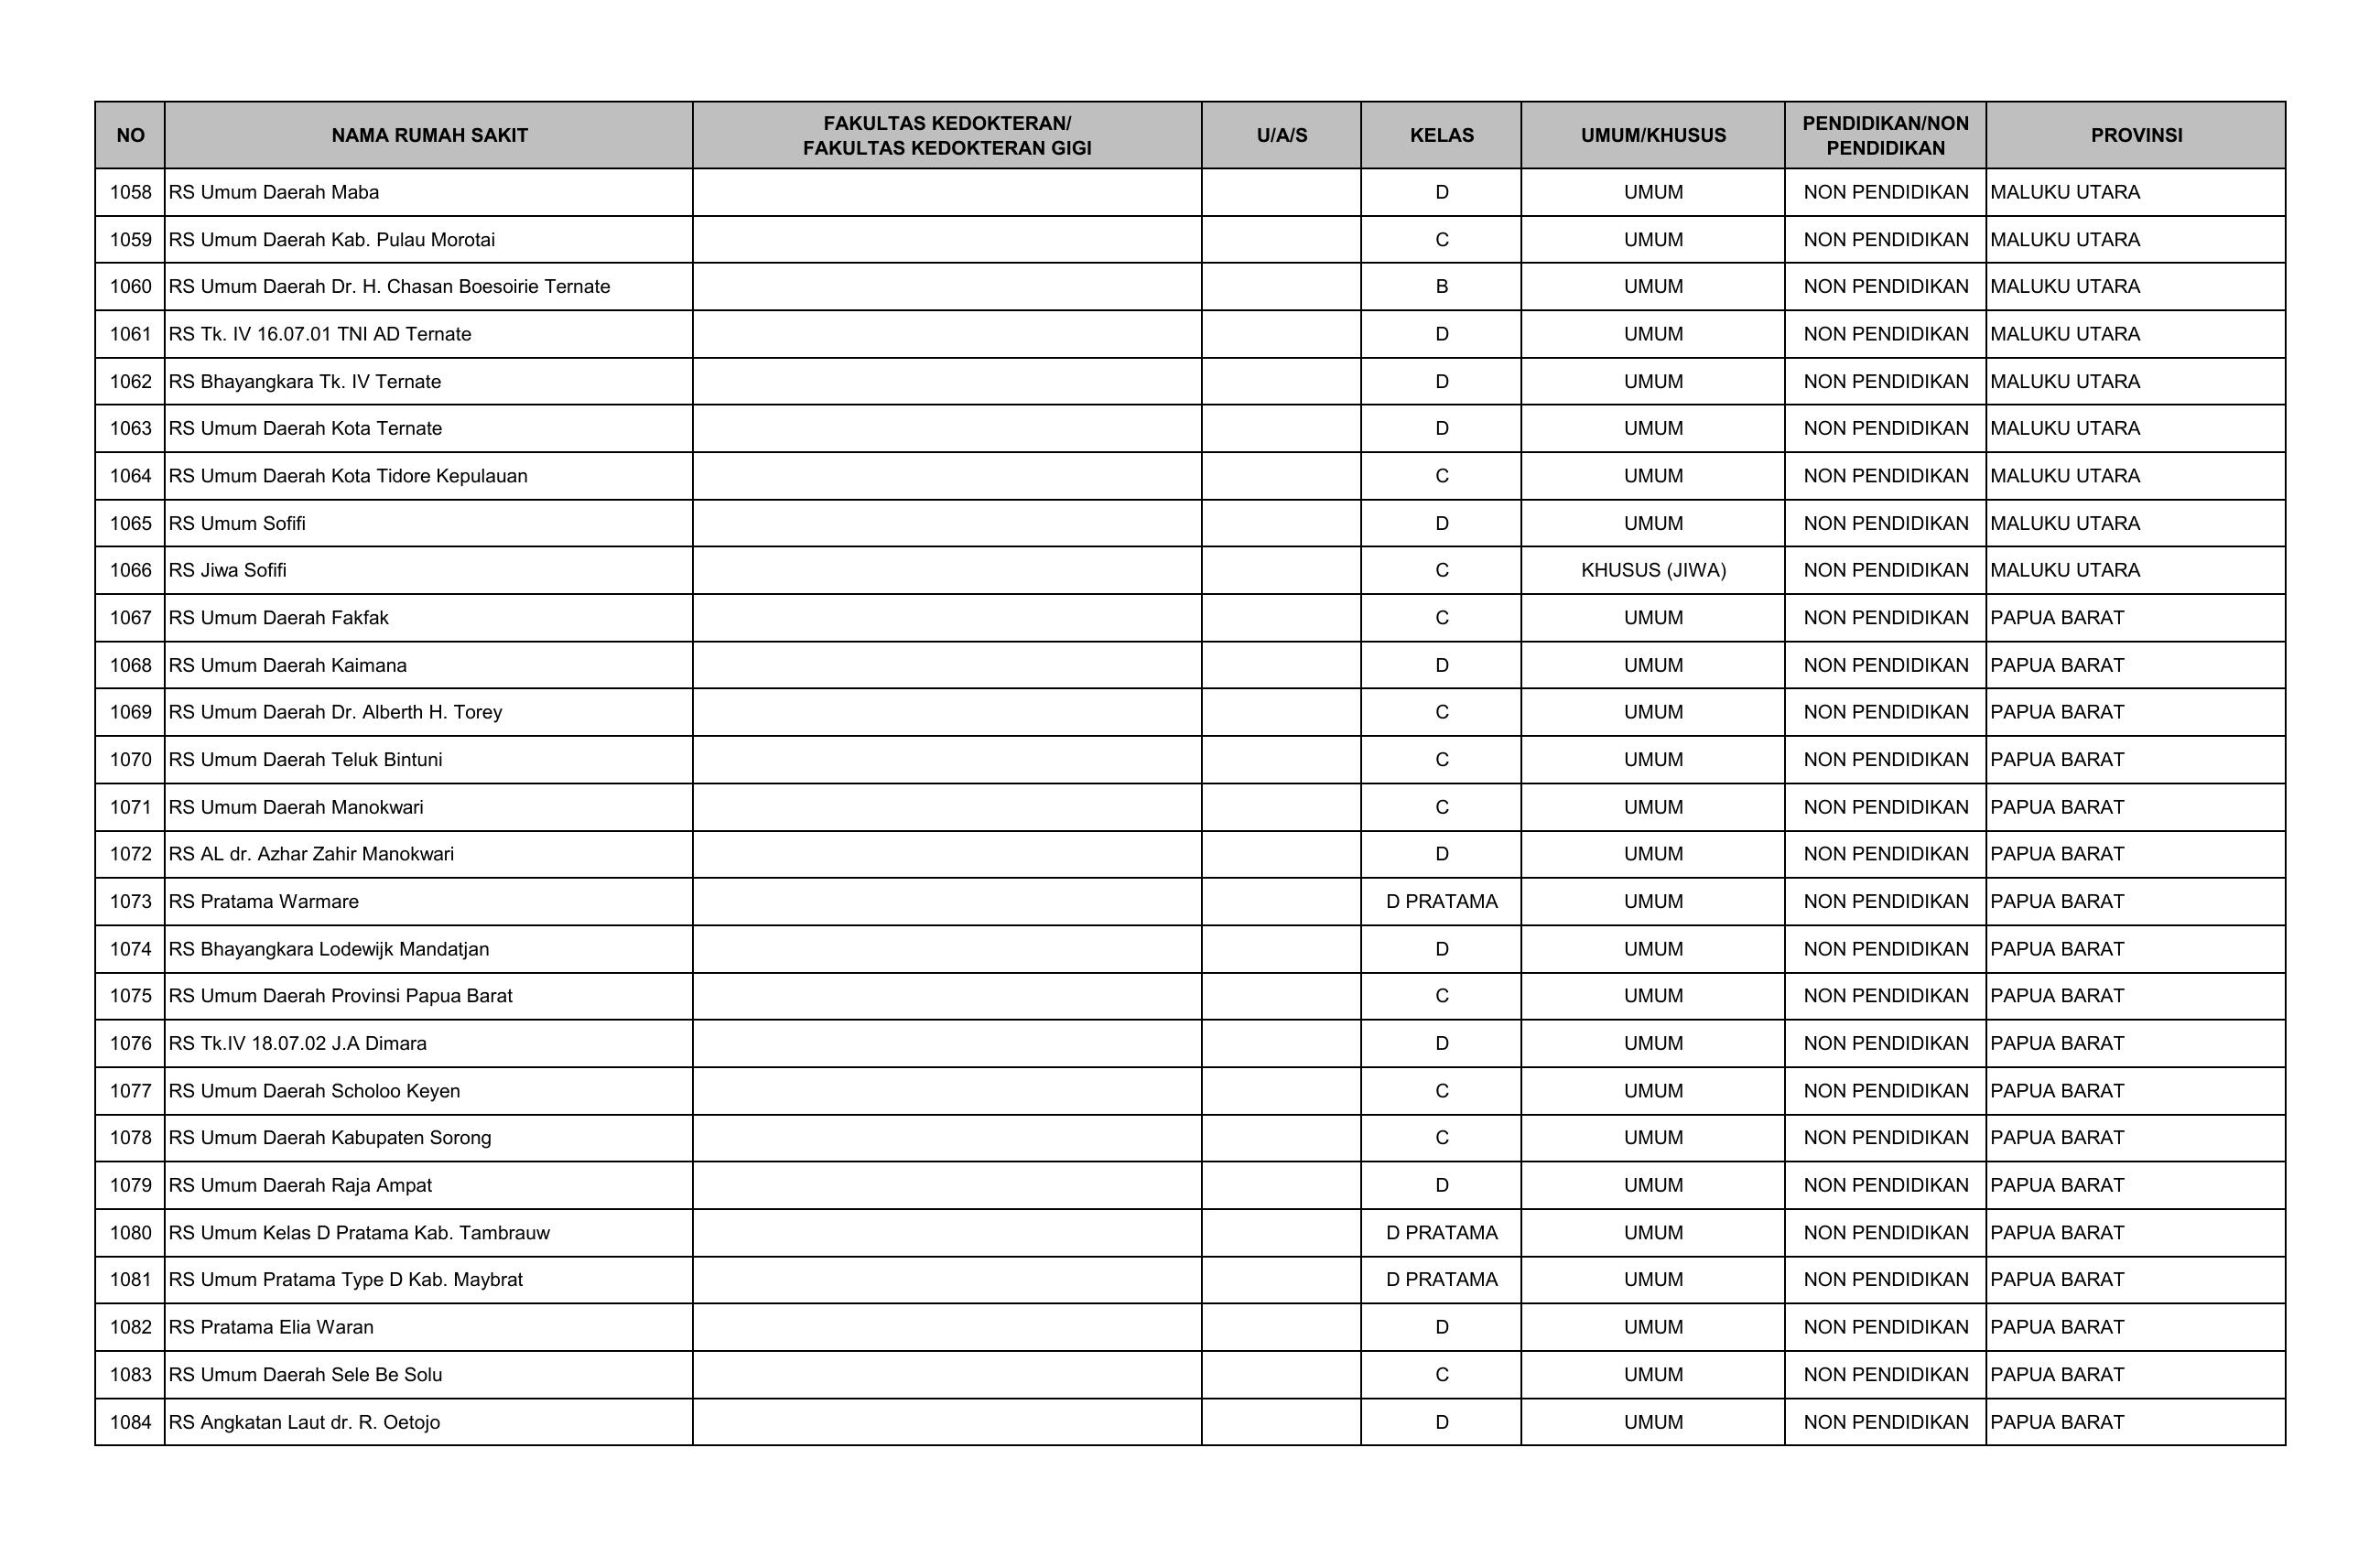 NO NAMA RUMAH SAKIT FAKULTAS KEDOKTERAN/ FAKULTAS KEDOKTERAN GIGI U/A/S KELAS UMUM/KHUSUS PENDIDIKAN/NON PENDIDIKAN PROVINSI
1058 RS Umum Daerah Maba D UMUM NON PENDIDIKAN MALUKU UTARA
1059 RS Umum Daerah Kab. Pulau Morotai C UMUM NON PENDIDIKAN MALUKU UTARA
1060 RS Umum Daerah Dr. H. Chasan Boesoirie Ternate B UMUM NON PENDIDIKAN MALUKU UTARA
1061 RS Tk. IV 16.07.01 TNI AD Ternate D UMUM NON PENDIDIKAN MALUKU UTARA
1062 RS Bhayangkara Tk. IV Ternate D UMUM NON PENDIDIKAN MALUKU UTARA
1063 RS Umum Daerah Kota Ternate D UMUM NON PENDIDIKAN MALUKU UTARA
1064 RS Umum Daerah Kota Tidore Kepulauan C UMUM NON PENDIDIKAN MALUKU UTARA
1065 RS Umum Sofifi D UMUM NON PENDIDIKAN MALUKU UTARA
1066 RS Jiwa Sofifi C KHUSUS (JIWA) NON PENDIDIKAN MALUKU UTARA
1067 RS Umum Daerah Fakfak C UMUM NON PENDIDIKAN PAPUA BARAT
1068 RS Umum Daerah Kaimana D UMUM NON PENDIDIKAN PAPUA BARAT
1069 RS Umum Daerah Dr. Alberth H. Torey C UMUM NON PENDIDIKAN PAPUA BARAT
1070 RS Umum Daerah Teluk Bintuni C UMUM NON PENDIDIKAN PAPUA BARAT
1071 RS Umum Daerah Manokwari C UMUM NON PENDIDIKAN PAPUA BARAT
1072 RS AL dr. Azhar Zahir Manokwari D UMUM NON PENDIDIKAN PAPUA BARAT
1073 RS Pratama Warmare D PRATAMA UMUM NON PENDIDIKAN PAPUA BARAT
1074 RS Bhayangkara Lodewijk Mandatjan D UMUM NON PENDIDIKAN PAPUA BARAT
1075 RS Umum Daerah Provinsi Papua Barat C UMUM NON PENDIDIKAN PAPUA BARAT
1076 RS Tk.IV 18.07.02 J.A Dimara D UMUM NON PENDIDIKAN PAPUA BARAT
1077 RS Umum Daerah Scholoo Keyen C UMUM NON PENDIDIKAN PAPUA BARAT
1078 RS Umum Daerah Kabupaten Sorong C UMUM NON PENDIDIKAN PAPUA BARAT
1079 RS Umum Daerah Raja Ampat D UMUM NON PENDIDIKAN PAPUA BARAT
1080 RS Umum Kelas D Pratama Kab. Tambrauw D PRATAMA UMUM NON PENDIDIKAN PAPUA BARAT
1081 RS Umum Pratama Type D Kab. Maybrat D PRATAMA UMUM NON PENDIDIKAN PAPUA BARAT
1082 RS Pratama Elia Waran D UMUM NON PENDIDIKAN PAPUA BARAT
1083 RS Umum Daerah Sele Be Solu C UMUM NON PENDIDIKAN PAPUA BARAT
1084 RS Angkatan Laut dr. R. Oetojo D UMUM NON PENDIDIKAN PAPUA BARAT